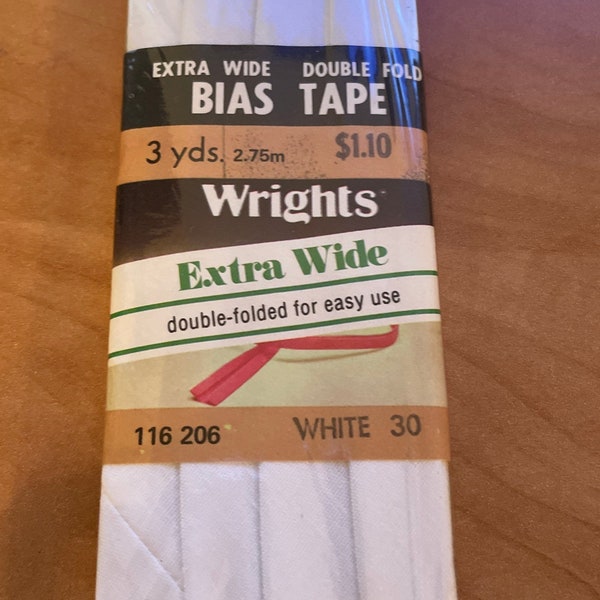 EXTRA WIDE DOUBLE FOLD
BIAS TAPE
3 yds. 2.75m $1.10
Wrights
Extra Wide
double-folded for easy use
116 206 WHITE 30